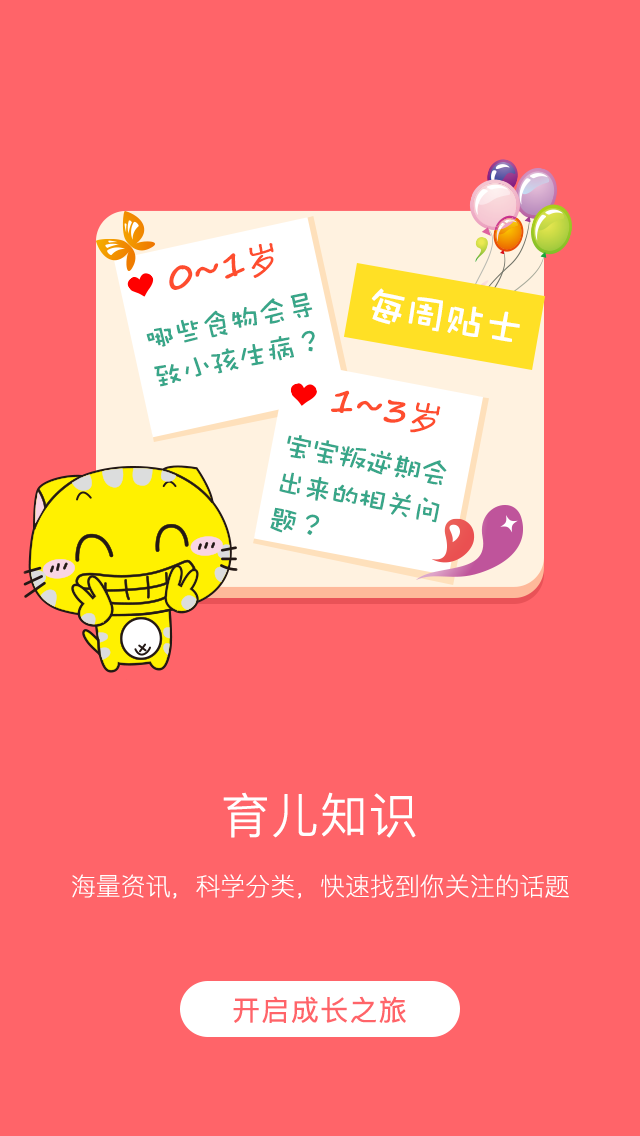 0~1岁
哪些食物会导
致小孩生病？
每周贴士
1~3岁
宝宝叛逆期会
出来的相关问
题？
育儿知识
海量资讯，科学分类，快速找到你关注的话题
开启成长之旅